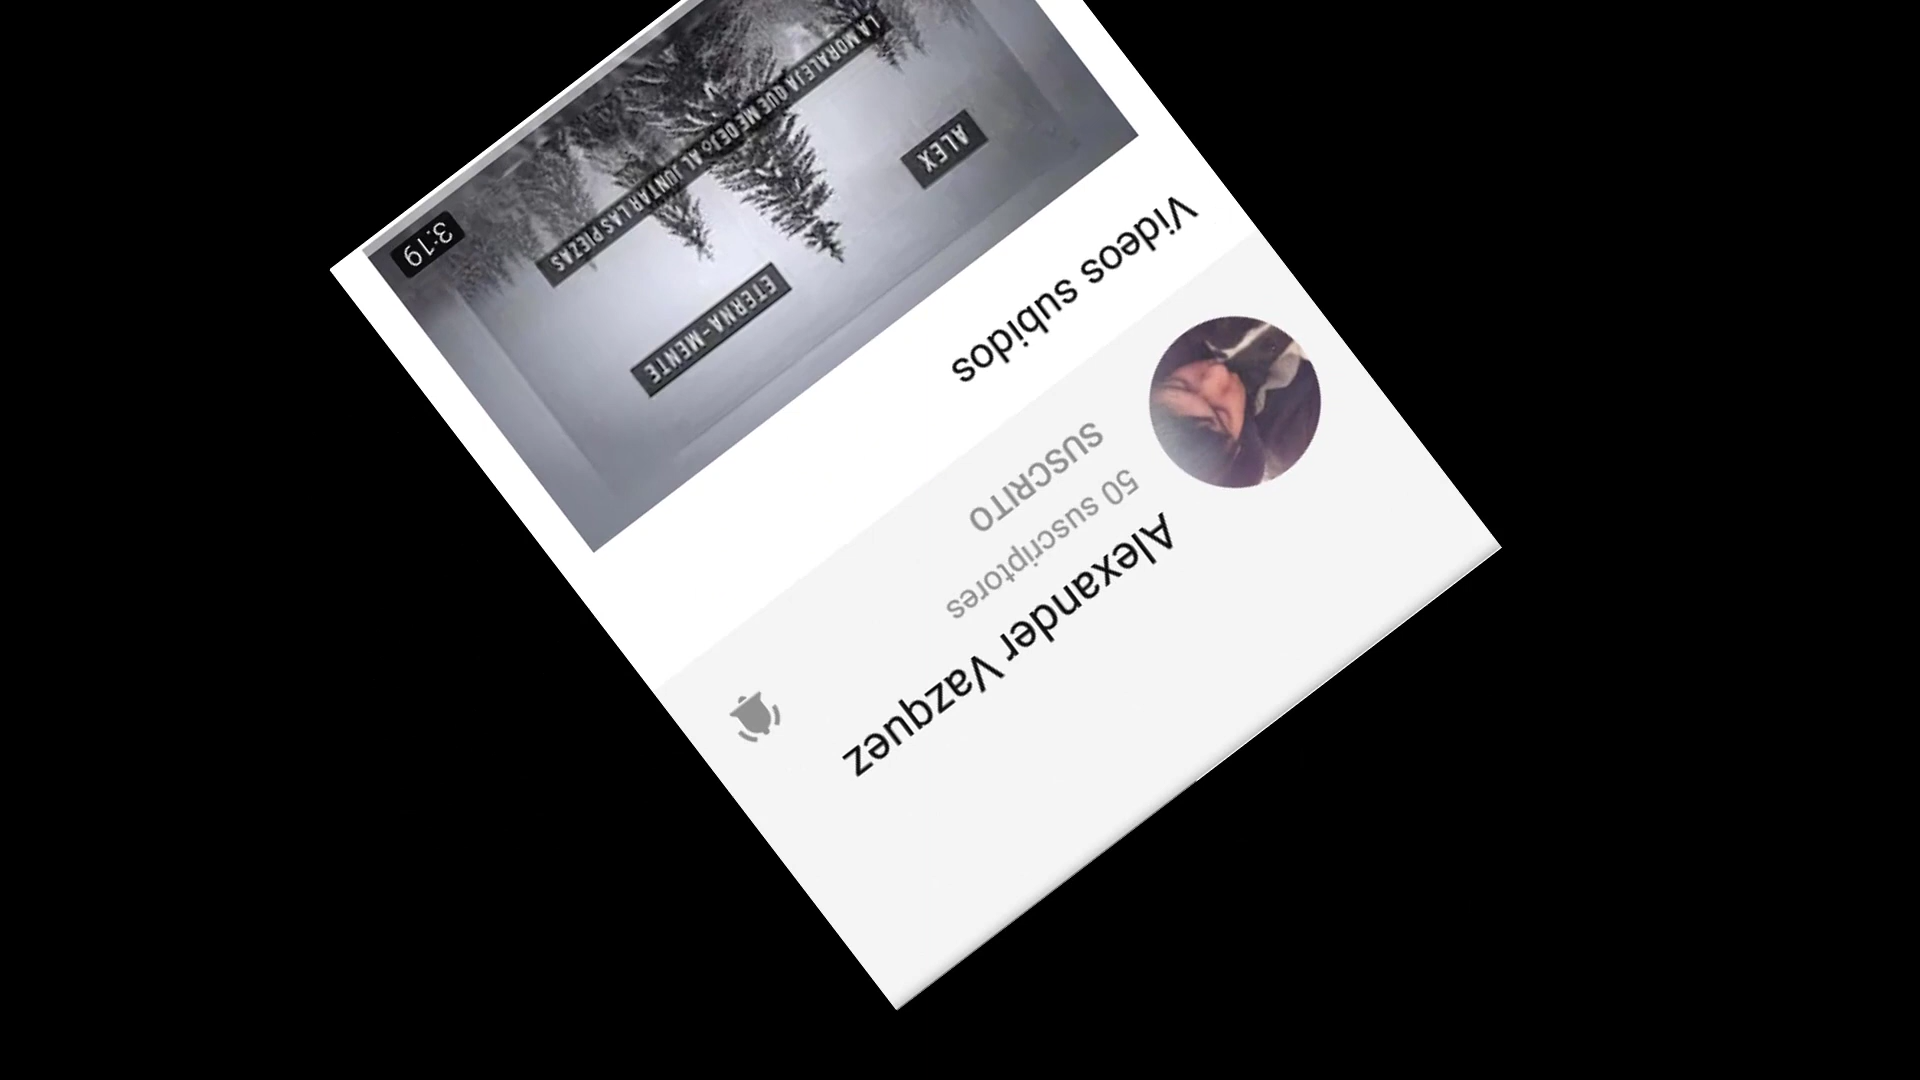 Alexander Vazquez
50 suscriptores
SUSCRITO
Videos subidos
ETERNA-MENTE
ALEX
LA MORALEJA QUE ME DEJÓ AL JUNTAR LAS PIEZAS
3:19